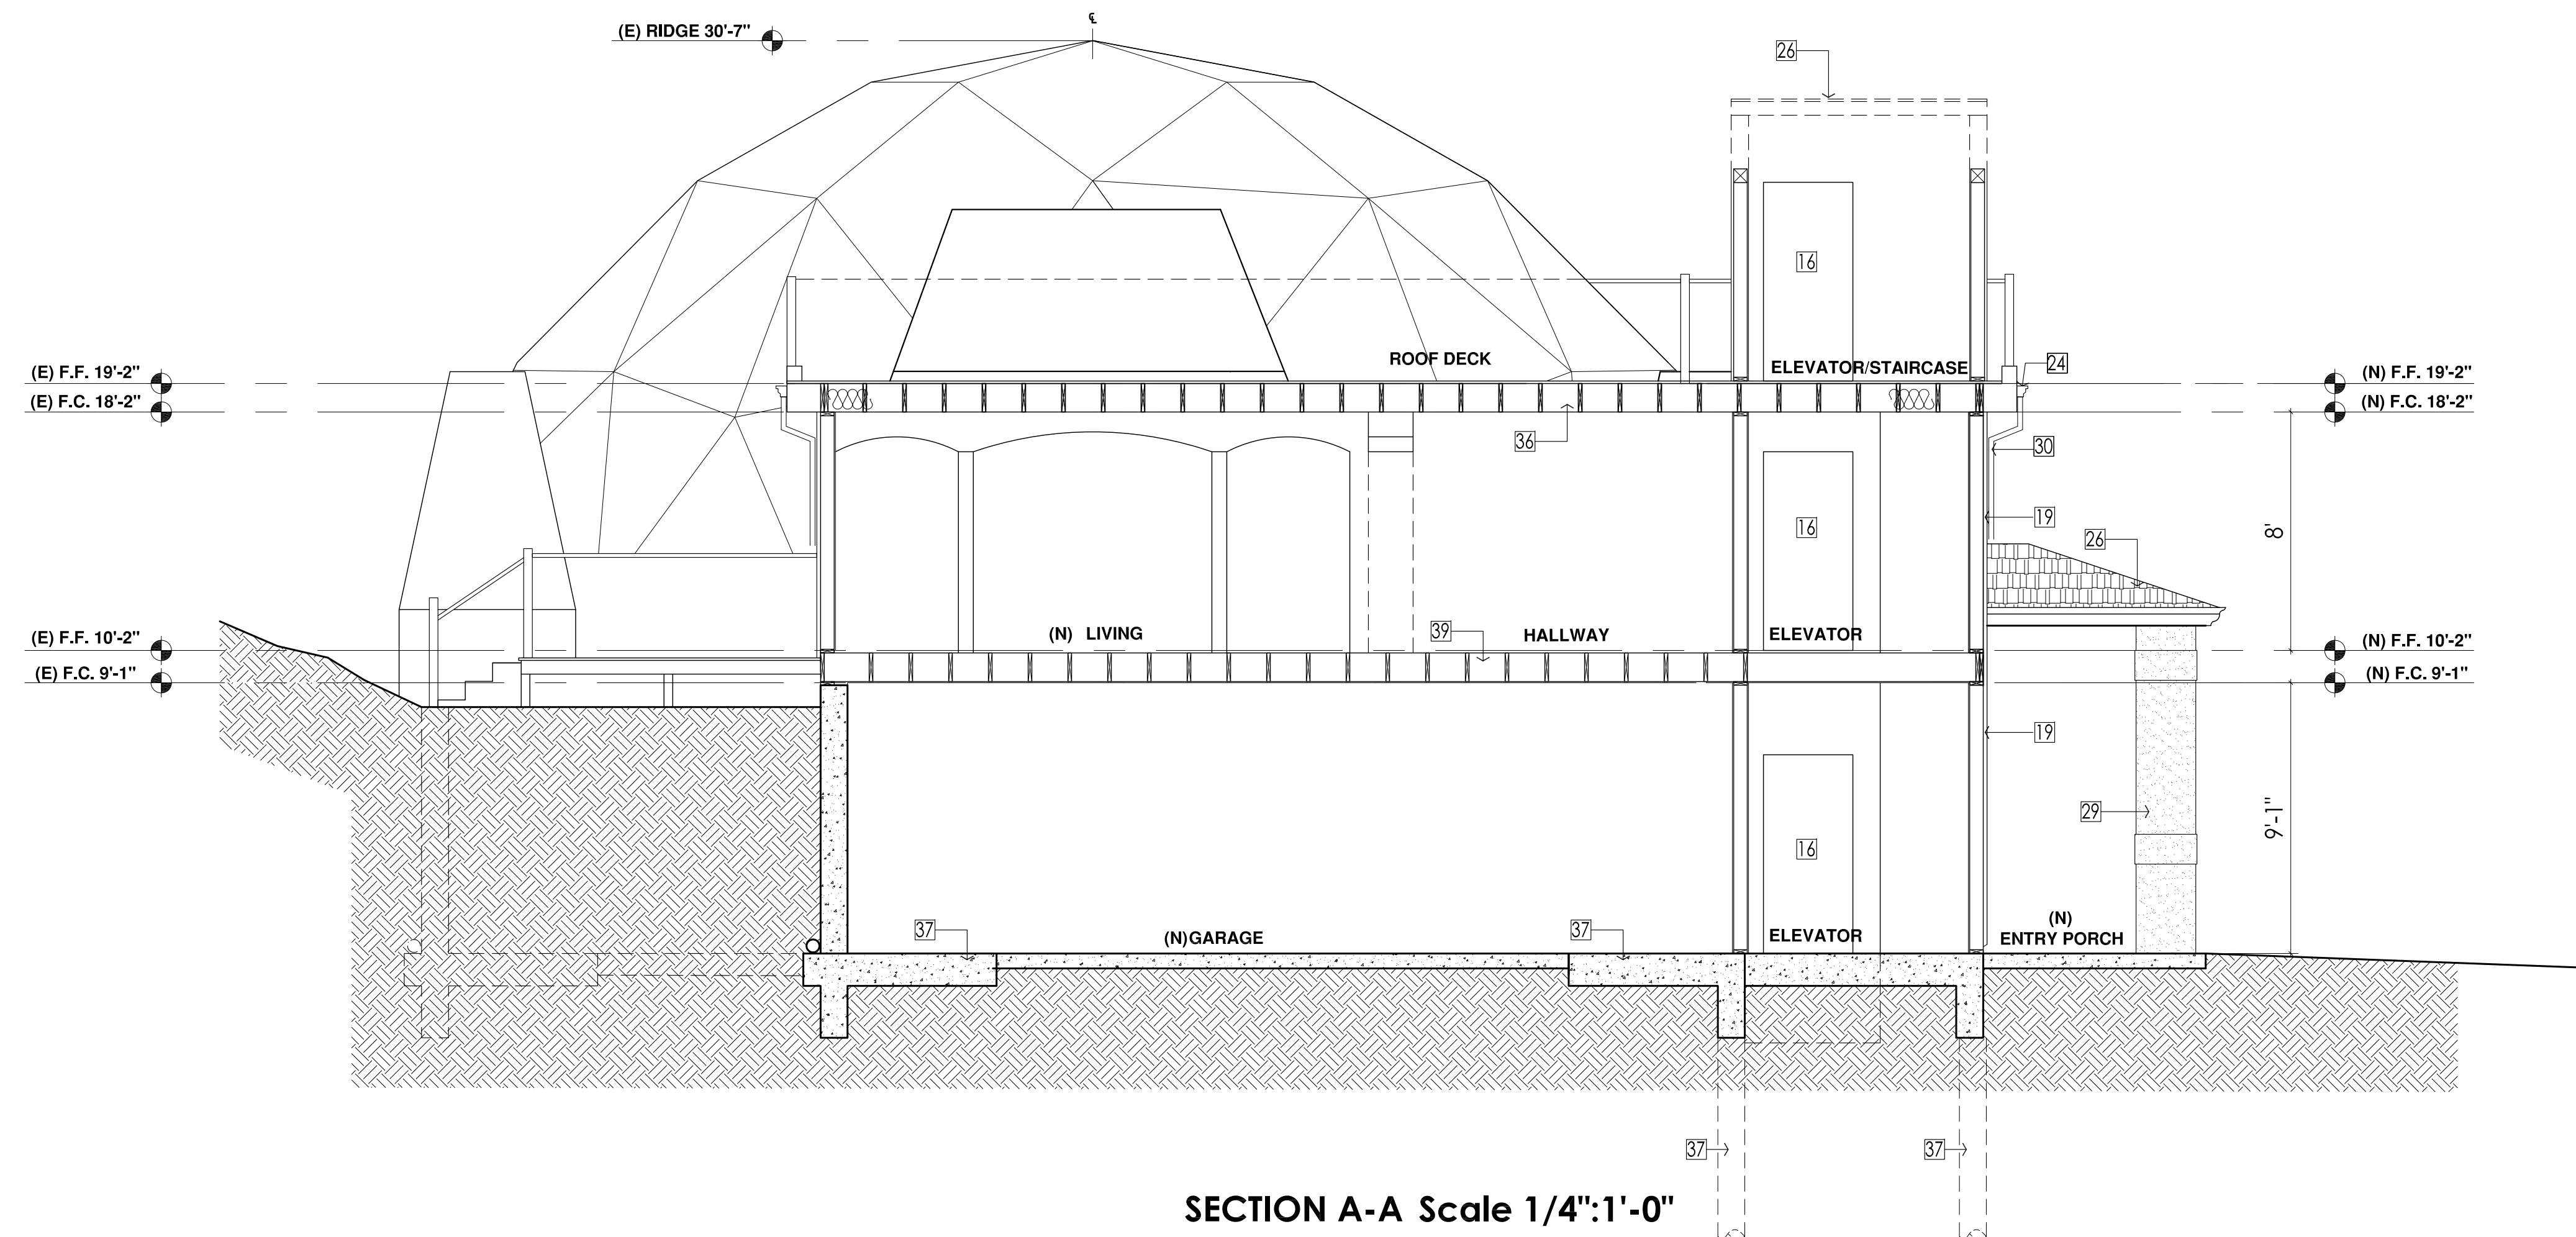 ℄
(E) RIDGE 30'-7"
26
16
ROOF DECK
ELEVATOR/STAIRCASE
24
(E) F.F. 19'-2"
(N) F.F. 19'-2"
(E) F.C. 18'-2"
(N) F.C. 18'-2"
36
30
19
16
8'
26
(N) LIVING
39
HALLWAY
ELEVATOR
(E) F.F. 10'-2"
(N) F.F. 10'-2"
(E) F.C. 9'-1"
(N) F.C. 9'-1"
19
29
9'-1"
16
37
(N)GARAGE
37
ELEVATOR
(N)
ENTRY PORCH
37
37
SECTION A-A Scale 1/4":1'-0"